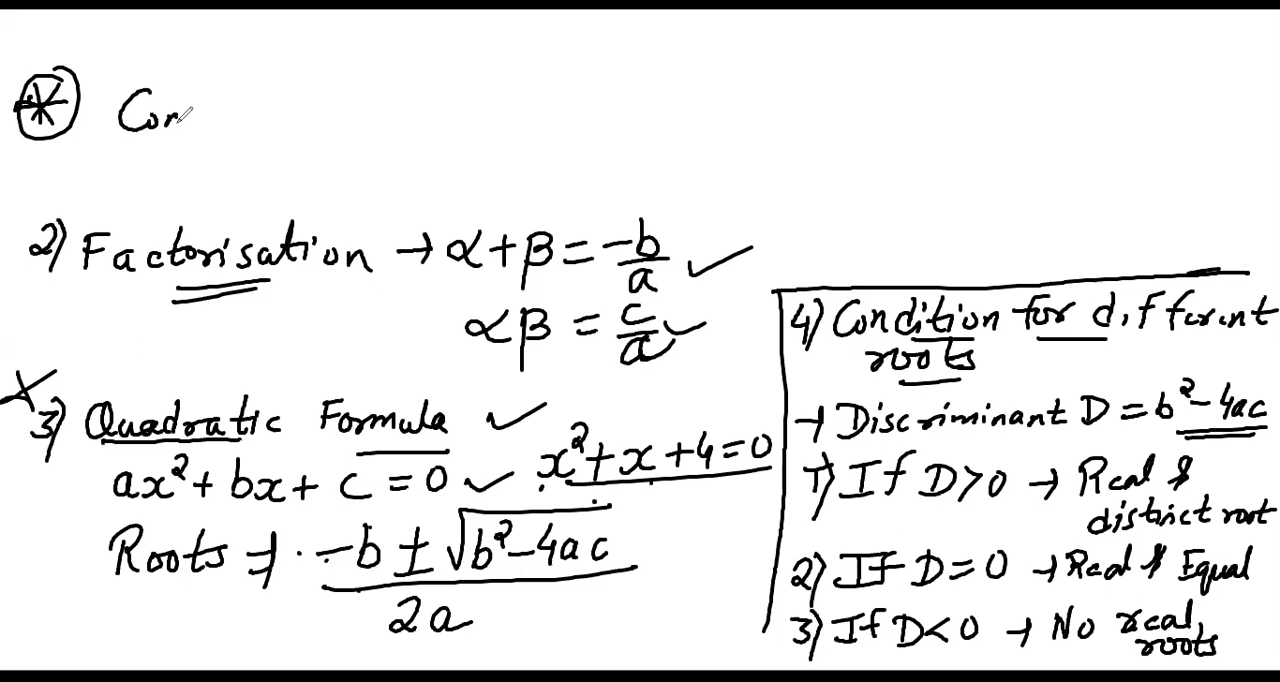 Con
2) Factorisation → α+β = -b/a ✓
αβ = c/a ✓
3) Quadratic Formula ✓
ax² + bx + c = 0 ✓ x² + x + 4 = 0
Roots ⇒ -b ± √b²-4ac / 2a
4) Condition for different
roots
→ Discriminant D = b²-4ac
1) If D>0 → Real &
district root
2) If D=0 → Real & Equal
3) If D<0 → No real
roots